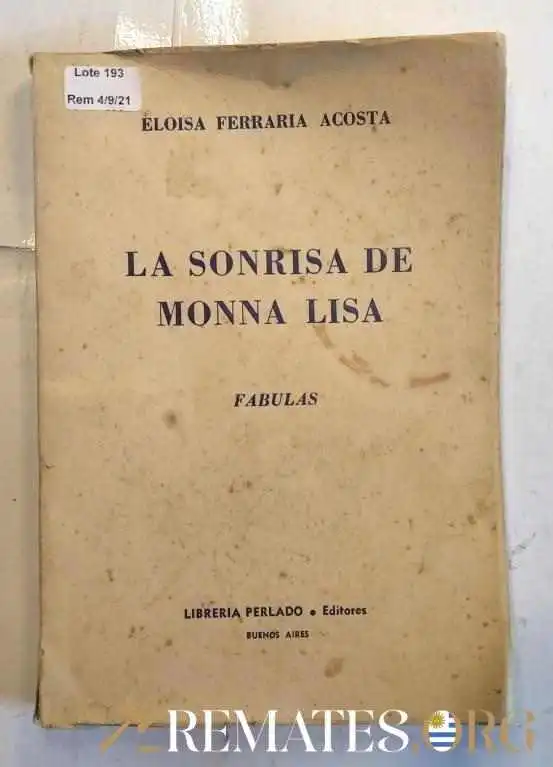 Lote 193
Rem 4/9/21
ELOISA FERRARIA ACOSTA
LA SONRISA DE
MONNA LISA
FABULAS
LIBRERIA PERLADO • Editores
BUENOS AIRES
REMATES.ORG